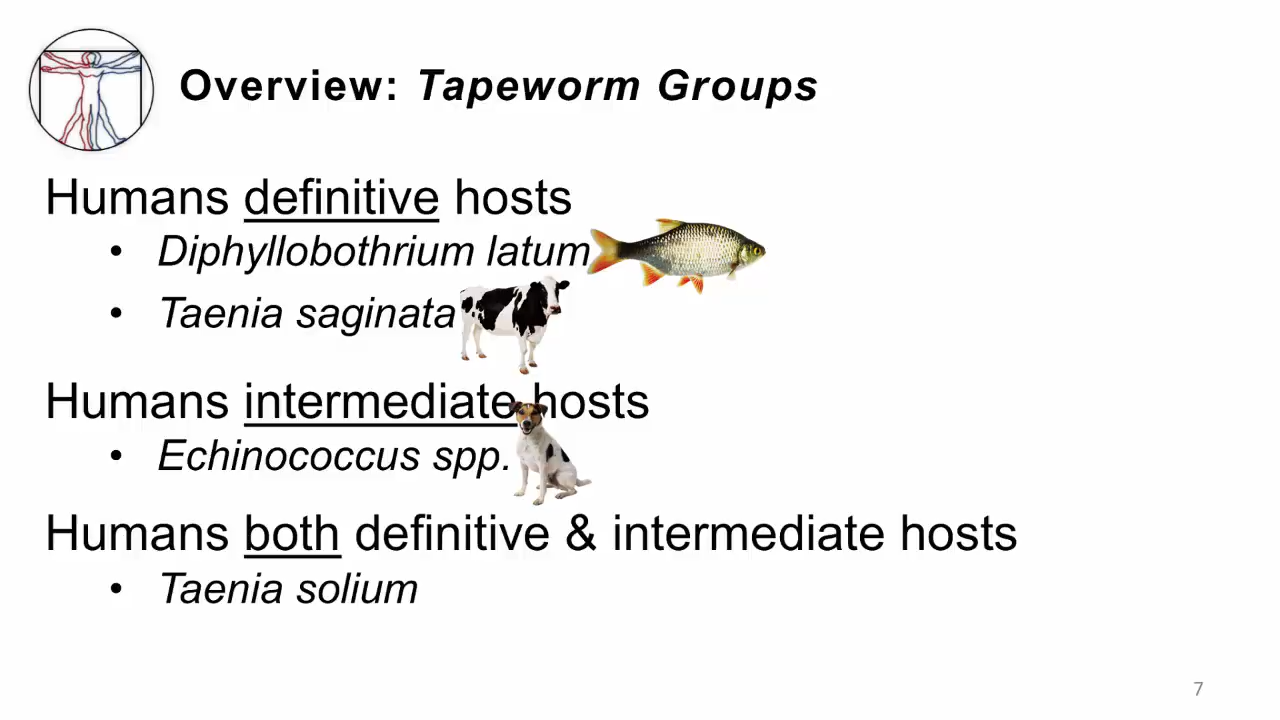 Overview: Tapeworm Groups
Humans definitive hosts
• Diphyllobothrium latum
• Taenia saginata
Humans intermediate hosts
• Echinococcus spp.
Humans both definitive & intermediate hosts
• Taenia solium
7